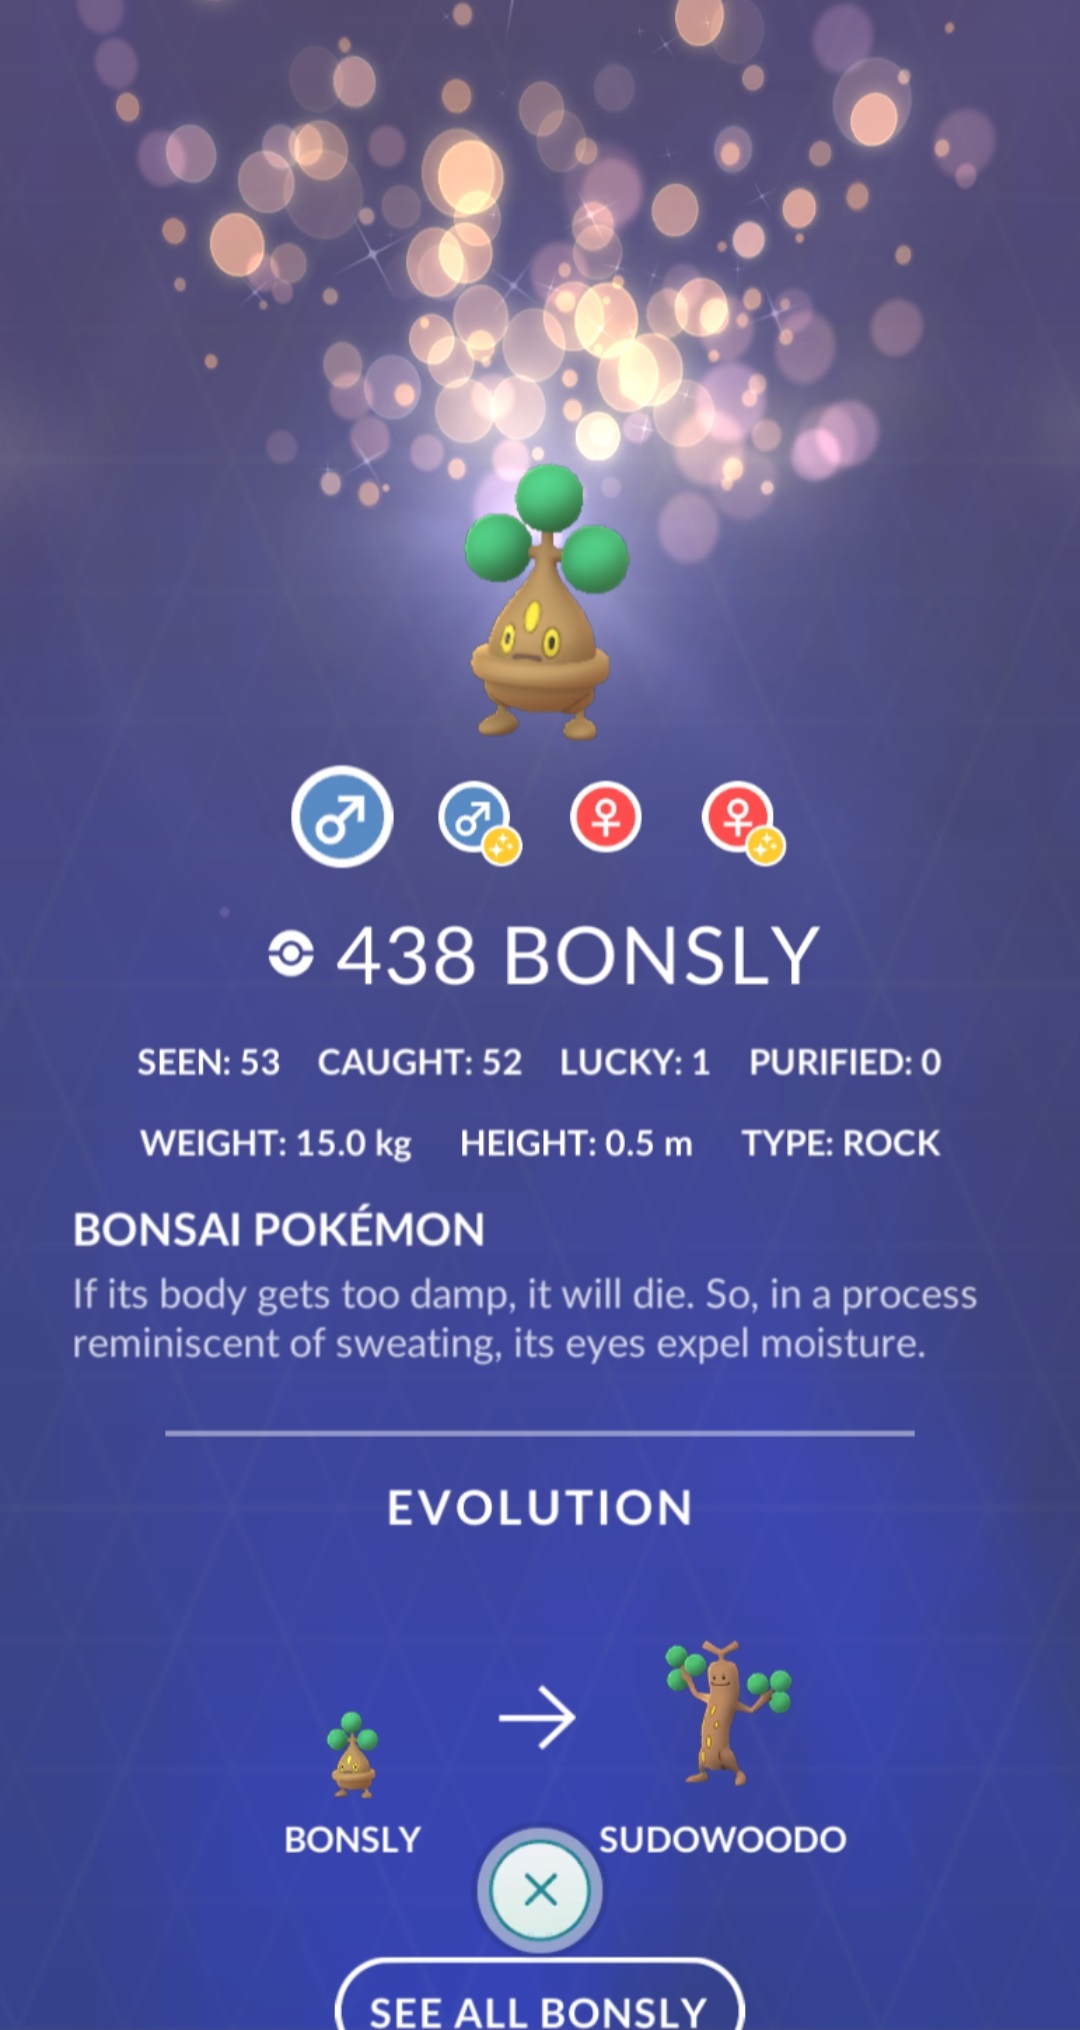 438 BONSLY
SEEN: 53 CAUGHT: 52 LUCKY: 1 PURIFIED: 0
WEIGHT: 15.0 kg HEIGHT: 0.5 m TYPE: ROCK
BONSAI POKÉMON
If its body gets too damp, it will die. So, in a process
reminiscent of sweating, its eyes expel moisture.
EVOLUTION
BONSLY SUDOWOODO
SEE ALL BONSLY